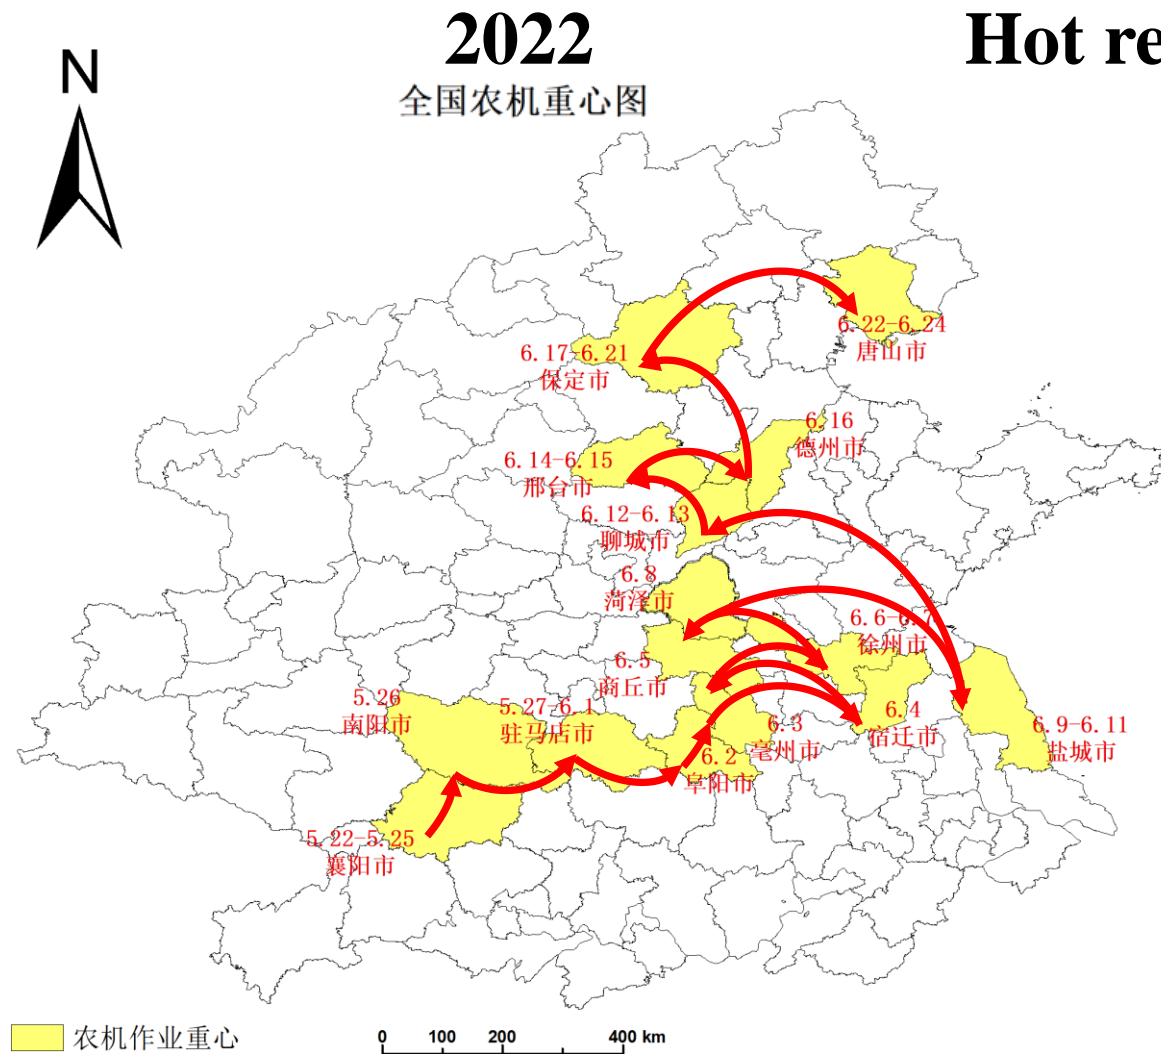 2022
Hot re
N
全国农机重心图
6.22-6.24
唐山市
6.17-6.21
保定市
6.16
德州市
6.14-6.15
邢台市
6.12-6.13
聊城市
6.8
菏泽市
6.6-6.7
徐州市
6.5
商丘市
5.26
南阳市
5.27-6.1
驻马店市
6.3
亳州市
6.4
宿迁市
6.9-6.11
盐城市
6.2
阜阳市
5.22-5.25
襄阳市
农机作业重心
0 100 200 400 km